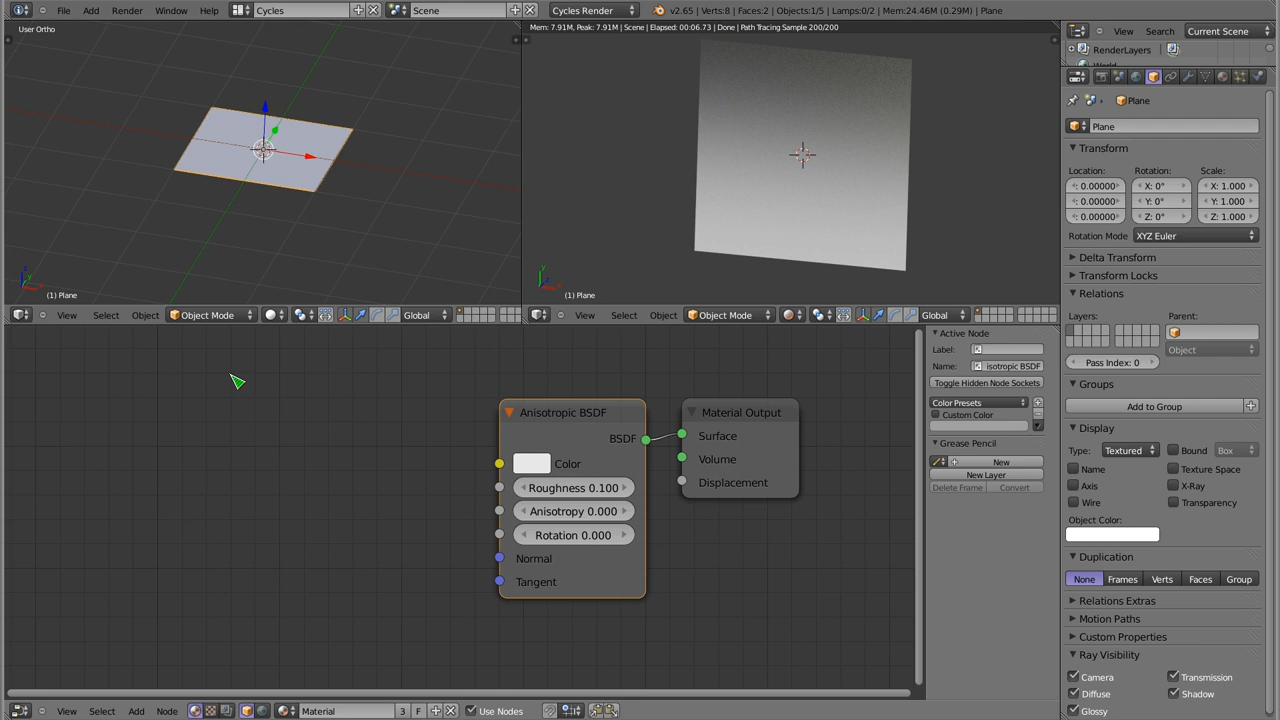 File Add Render Window Help Cycles Scene Cycles Render v2.65 | Verts:8 | Faces:2 | Objects:1/5 | Lamps:0/2 | Mem:24.46M (0.29M) | Plane
User Ortho
Mem: 7.91M, Peak: 7.91M | Scene | Elapsed: 00:06.73 | Done | Path Tracing Sample 200/200
(1) Plane
(1) Plane
View Select Object Object Mode Global
View Select Object Object Mode Global
Anisotropic BSDF
BSDF
Color
Roughness 0.100
Anisotropy 0.000
Rotation 0.000
Normal
Tangent
Material Output
Surface
Volume
Displacement
Active Node
Label:
Name: isotropic BSDF
Toggle Hidden Node Sockets
Color Presets
Custom Color
Grease Pencil
New
New Layer
Delete Frame Convert
View Select Add Node Material 3 F Use Nodes
View Search Current Scene
RenderLayers
Plane
Plane
Transform
Location: Rotation: Scale:
: 0.00000 X: 0° X: 1.000
: 0.00000 Y: 0° Y: 1.000
: 0.00000 Z: 0° Z: 1.000
Rotation Mode XYZ Euler
Delta Transform
Transform Locks
Relations
Layers: Parent:
Object
Pass Index: 0
Groups
Add to Group
Display
Type: Textured Bound Box
Name Texture Space
Axis X-Ray
Wire Transparency
Object Color:
Duplication
None Frames Verts Faces Group
Relations Extras
Motion Paths
Custom Properties
Ray Visibility
Camera Transmission
Diffuse Shadow
Glossy